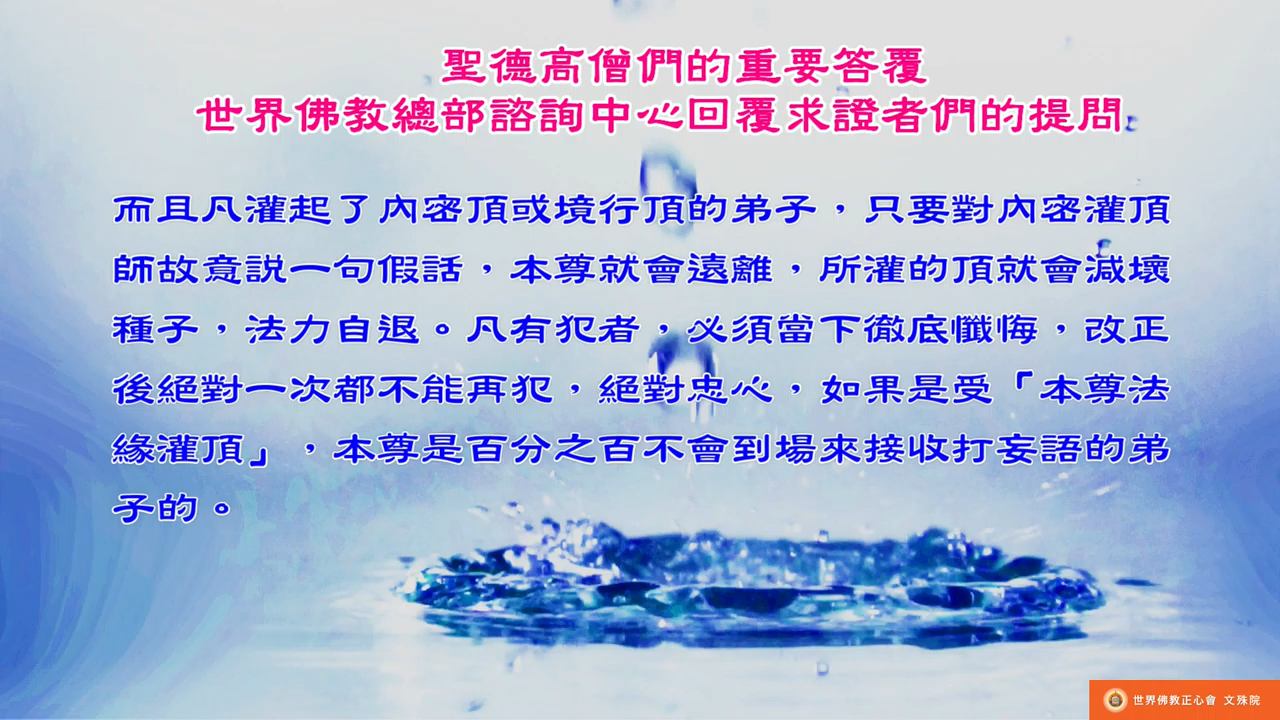 聖德高僧們的重要答覆
世界佛教總部諮詢中心回覆求證者們的提問
而且凡灌起了內密頂或境行頂的弟子，只要對內密灌頂
師故意說一句假話，本尊就會遠離，所灌的頂就會減壞
種子，法力自退。凡有犯者，必須當下徹底懺悔，改正
後絕對一次都不能再犯，絕對忠心，如果是受「本尊法
緣灌頂」，本尊是百分之百不會到場來接收打妄語的弟
子的。
世界佛教正心會 文殊院